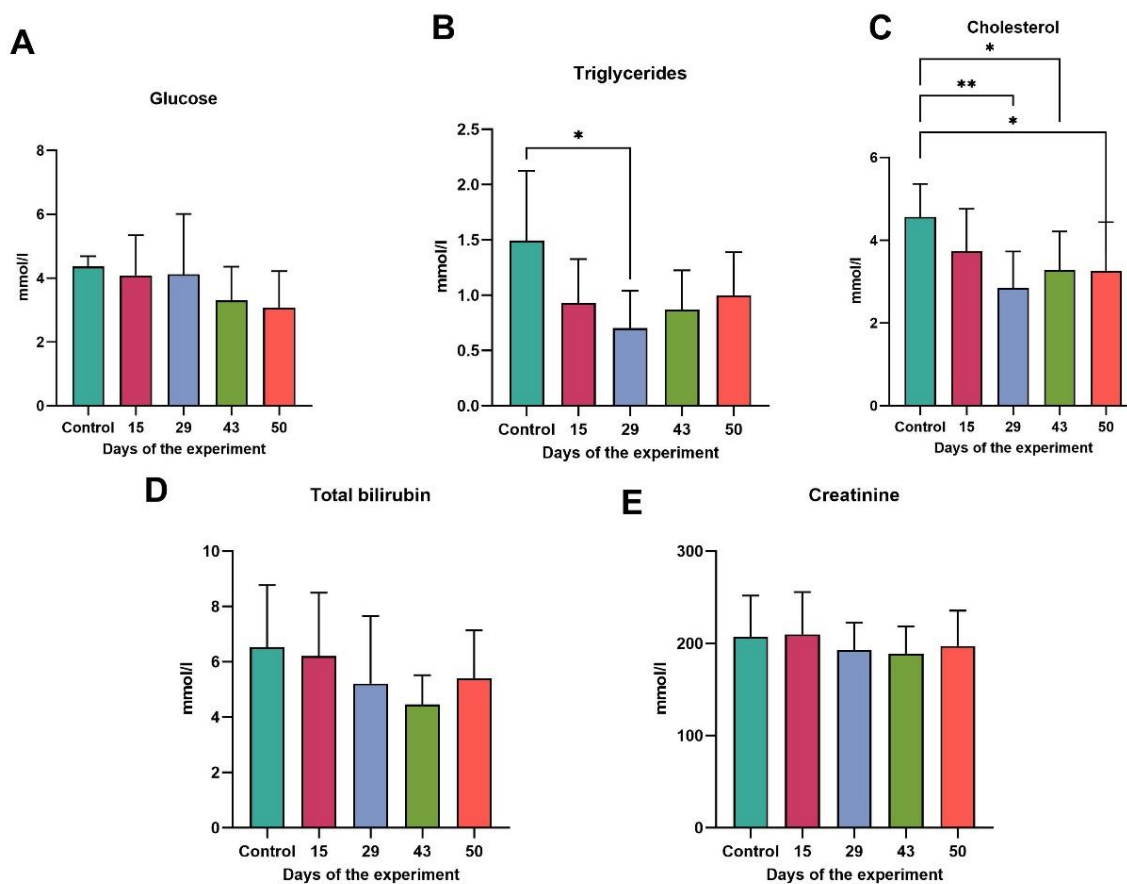 A
Glucose
mmol/l
8
6
4
2
0
Control 15 29 43 50
Days of the experiment
B
Triglycerides
*
mmol/l
2.5
2.0
1.5
1.0
0.5
0.0
Control 15 29 43 50
Days of the experiment
C
Cholesterol
*
**
*
mmol/l
6
4
2
0
Control 15 29 43 50
Days of the experiment
D
Total bilirubin
mmol/l
10
8
6
4
2
0
Control 15 29 43 50
Days of the experiment
E
Creatinine
mmol/l
300
200
100
0
Control 15 29 43 50
Days of the experiment